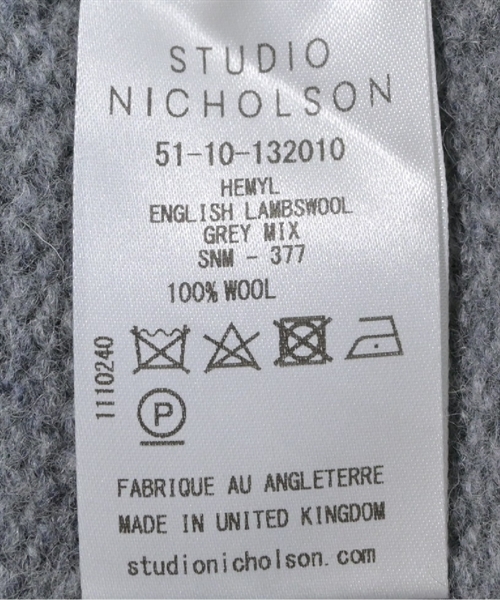 STUDIO
NICHOLSON
51-10-132010
HEMYL
ENGLISH LAMBSWOOL
GREY MIX
SNM - 377
100% WOOL
1110240
P
FABRIQUE AU ANGLETERRE
MADE IN UNITED KINGDOM
studionicholson.com